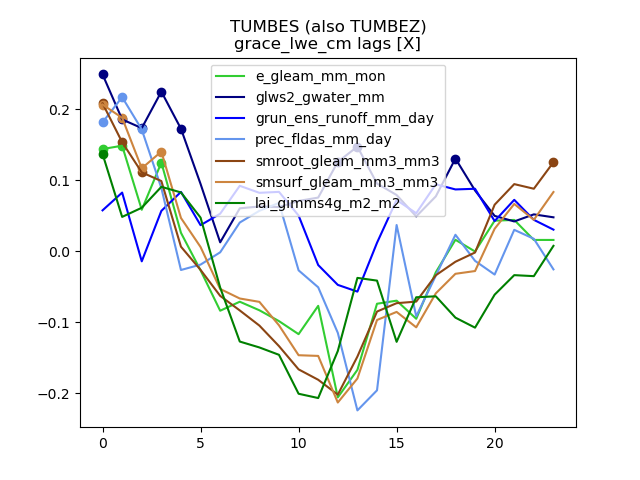 TUMBES (also TUMBEZ)
grace_lwe_cm lags [X]
e_gleam_mm_mon
glws2_gwater_mm
grun_ens_runoff_mm_day
prec_fldas_mm_day
smroot_gleam_mm3_mm3
smsurf_gleam_mm3_mm3
lai_gimms4g_m2_m2
0.2
0.1
0.0
−0.1
−0.2
0 5 10 15 20